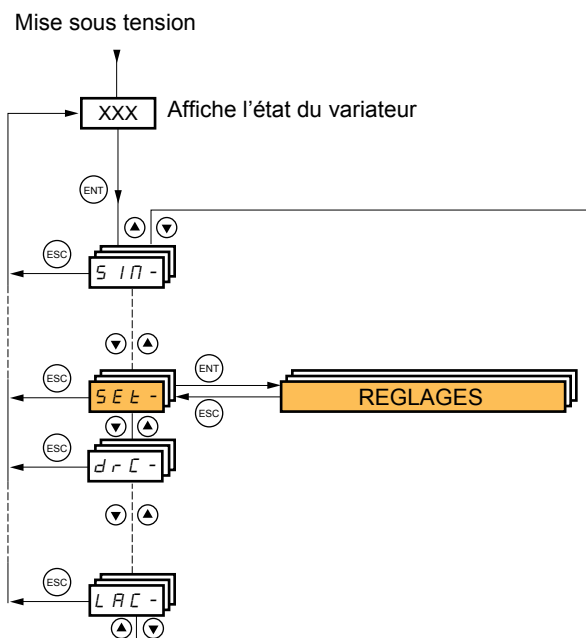 Mise sous tension
XXX Affiche l'état du variateur
ENT
ESC
SIM-
ENT
ESC
SEt- REGLAGES
ESC
ESC
drC-
ESC
LAC-